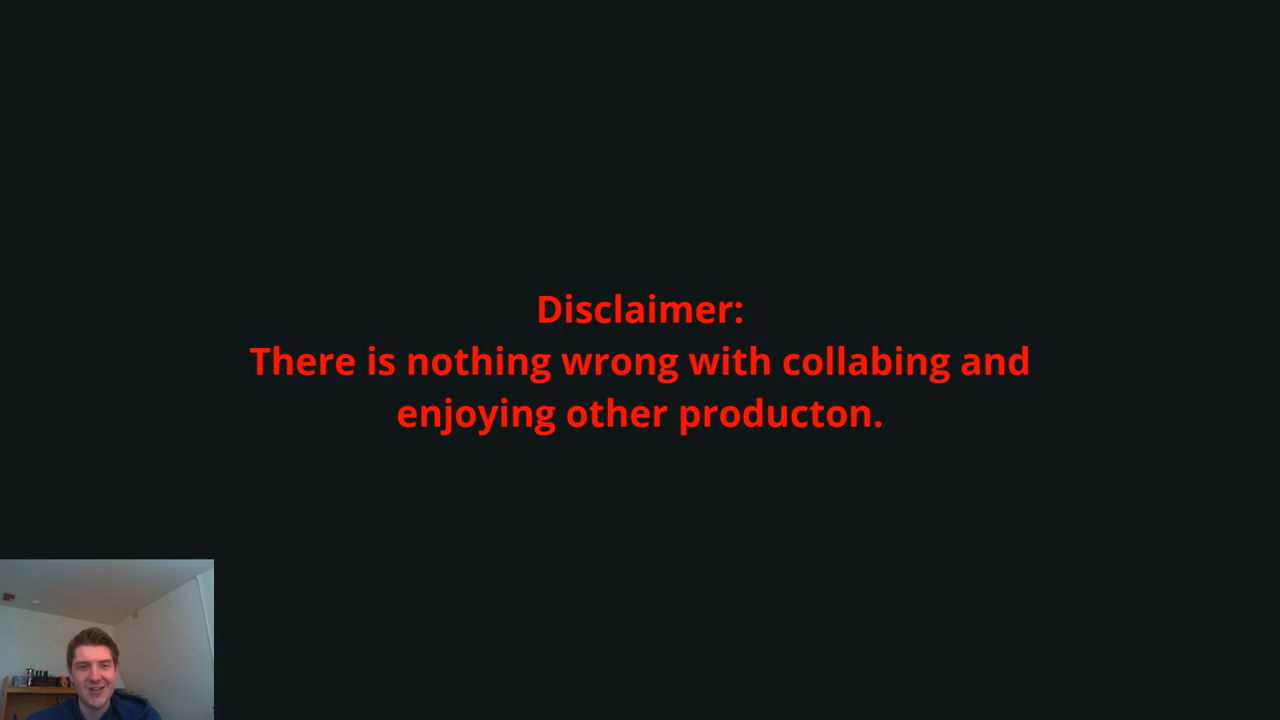 Disclaimer:
There is nothing wrong with collabing and
enjoying other producton.